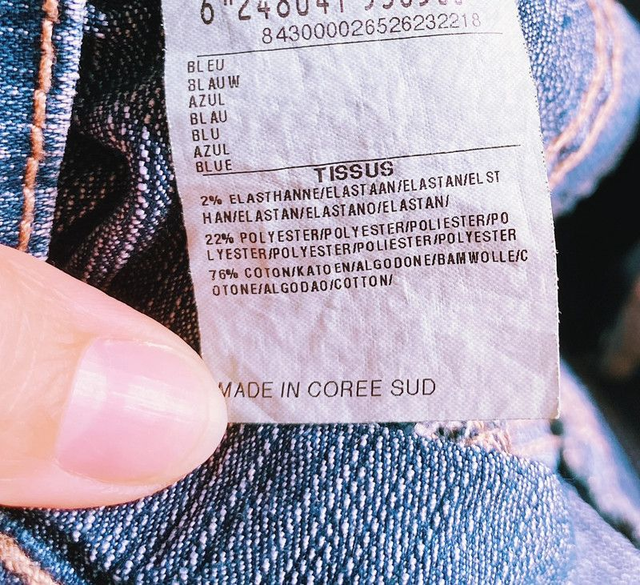 843000026526232218
BLEU
BLAUW
AZUL
BLAU
BLU
AZUL
BLUE
TISSUS
2% ELASTHANNE/ELASTAAN/ELASTAN/ELST
HAN/ELASTAN/ELASTANO/ELASTAN/
22% POLYESTER/POLYESTER/POLIESTER/PO
LYESTER/POLYESTER/POLIESTER/POLYESTER
76% COTON/KATOEN/ALGODONE/BAMWOLLE/C
OTONE/ALGODAO/COTTON/
MADE IN COREE SUD